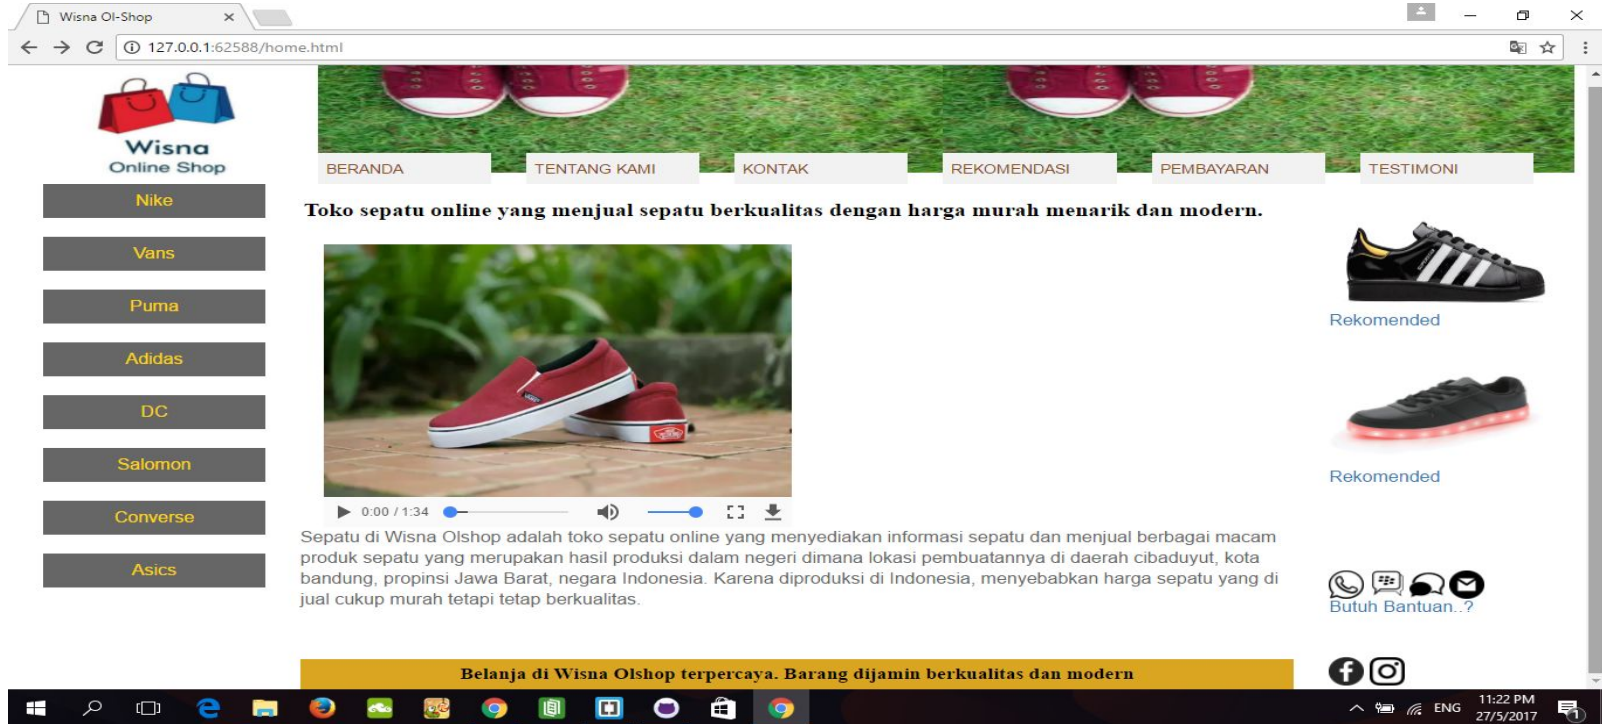 Wisna Ol-Shop
127.0.0.1:62588/home.html
Wisna
Online Shop
BERANDA
TENTANG KAMI
KONTAK
REKOMENDASI
PEMBAYARAN
TESTIMONI
Nike
Vans
Puma
Adidas
DC
Salomon
Converse
Asics
Toko sepatu online yang menjual sepatu berkualitas dengan harga murah menarik dan modern.
0:00 / 1:34
Sepatu di Wisna Olshop adalah toko sepatu online yang menyediakan informasi sepatu dan menjual berbagai macam
produk sepatu yang merupakan hasil produksi dalam negeri dimana lokasi pembuatannya di daerah cibaduyut, kota
bandung, propinsi Jawa Barat, negara Indonesia. Karena diproduksi di Indonesia, menyebabkan harga sepatu yang di
jual cukup murah tetapi tetap berkualitas.
Belanja di Wisna Olshop terpercaya. Barang dijamin berkualitas dan modern
Rekomended
Rekomended
Butuh Bantuan..?
ENG
11:22 PM
27/5/2017
1